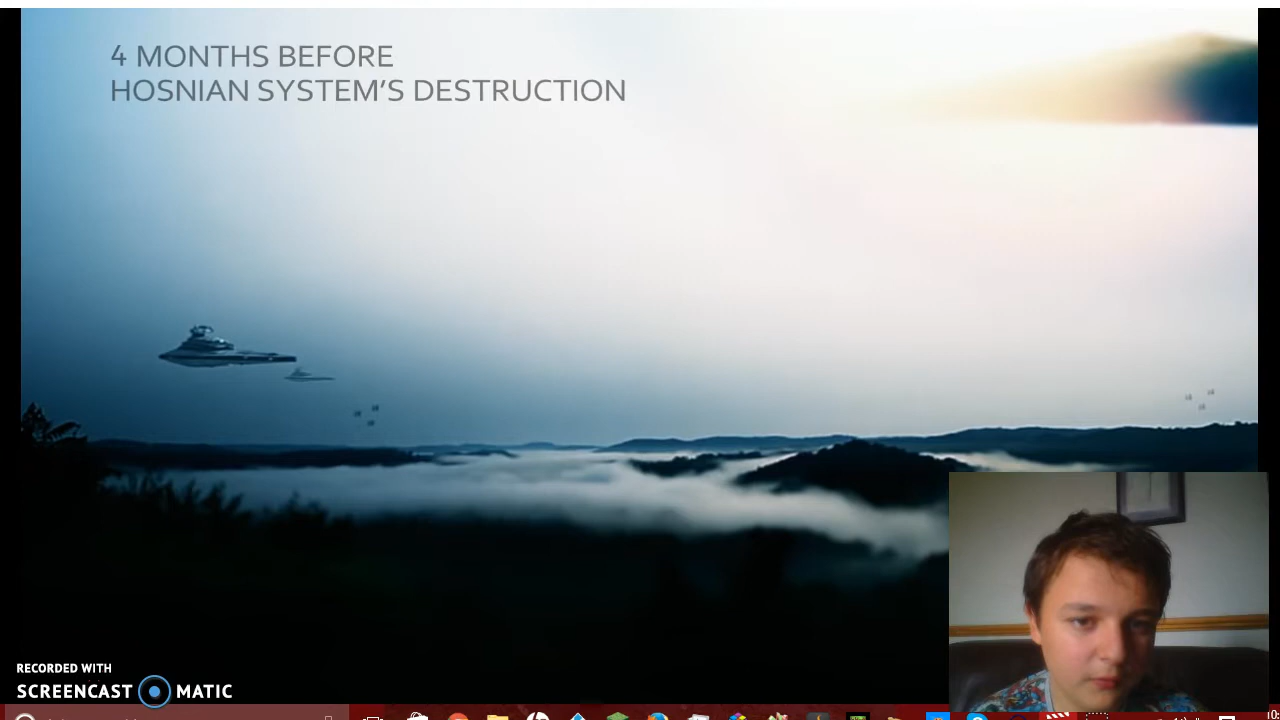 4 MONTHS BEFORE
HOSNIAN SYSTEM'S DESTRUCTION
RECORDED WITH
SCREENCAST MATIC